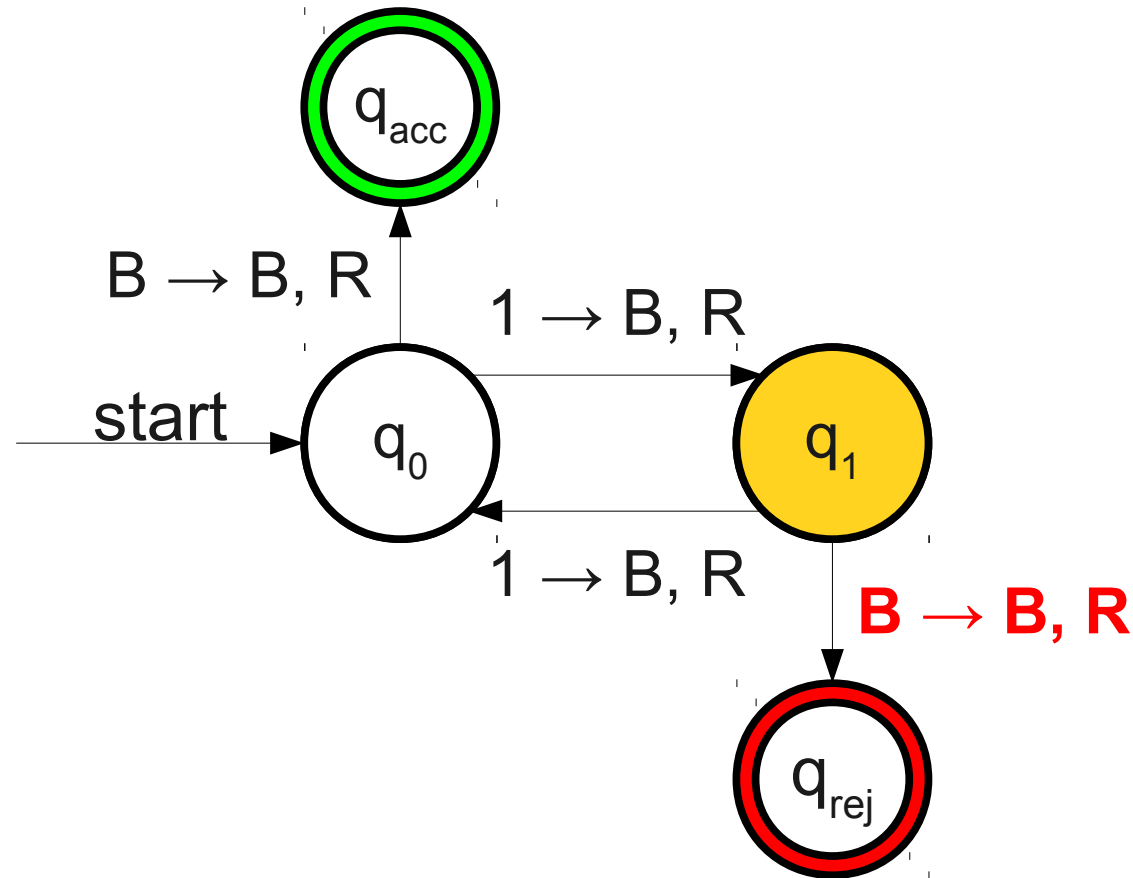 q_acc
B → B, R
1 → B, R
start
q_0
q_1
1 → B, R
B → B, R
q_rej